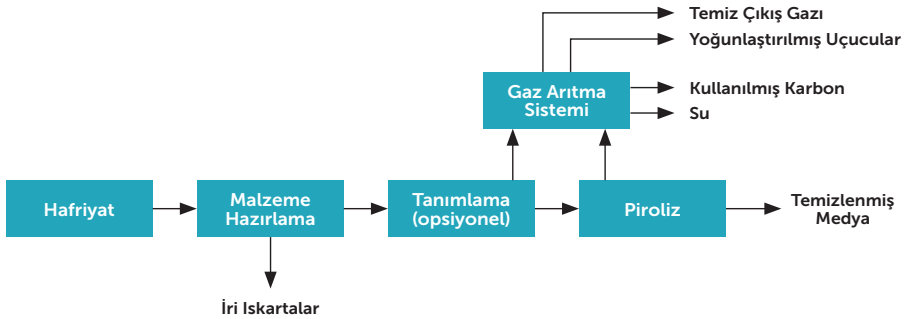 Temiz Çıkış Gazı
Yoğunlaştırılmış Uçucular
Gaz Arıtma
Sistemi
Kullanılmış Karbon
Su
Hafriyat
Malzeme
Hazırlama
Tanımlama
(opsiyonel)
Piroliz
Temizlenmiş
Medya
İri Iskartalar